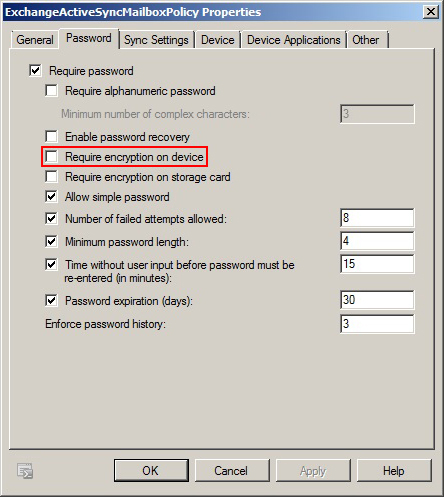 ExchangeActiveSyncMailboxPolicy Properties
General Password Sync Settings Device Device Applications Other
Require password
Require alphanumeric password
Minimum number of complex characters: 3
Enable password recovery
Require encryption on device
Require encryption on storage card
Allow simple password
Number of failed attempts allowed: 8
Minimum password length: 4
Time without user input before password must be 15
re-entered (in minutes):
Password expiration (days): 30
Enforce password history: 3
OK Cancel Apply Help